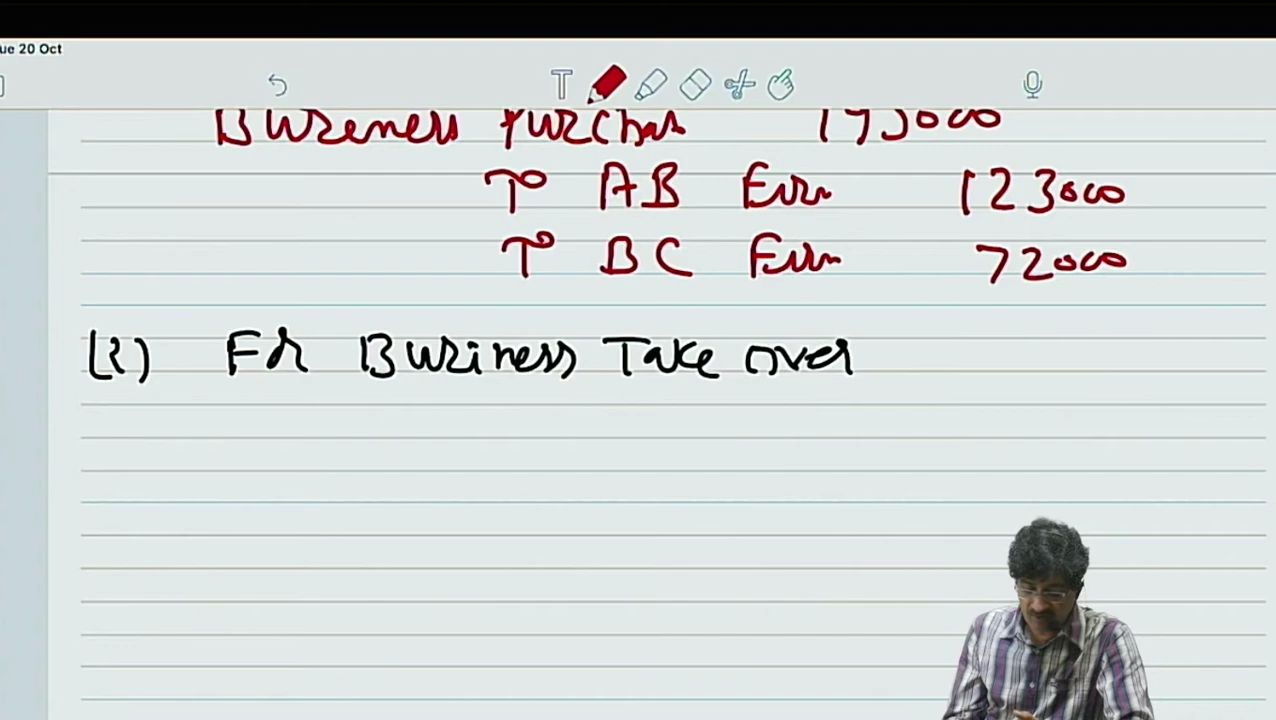 ue 20 Oct
T
Business Purchase 195000
To AB Firm 123000
To BC Firm 72000
(2) For Business Take over